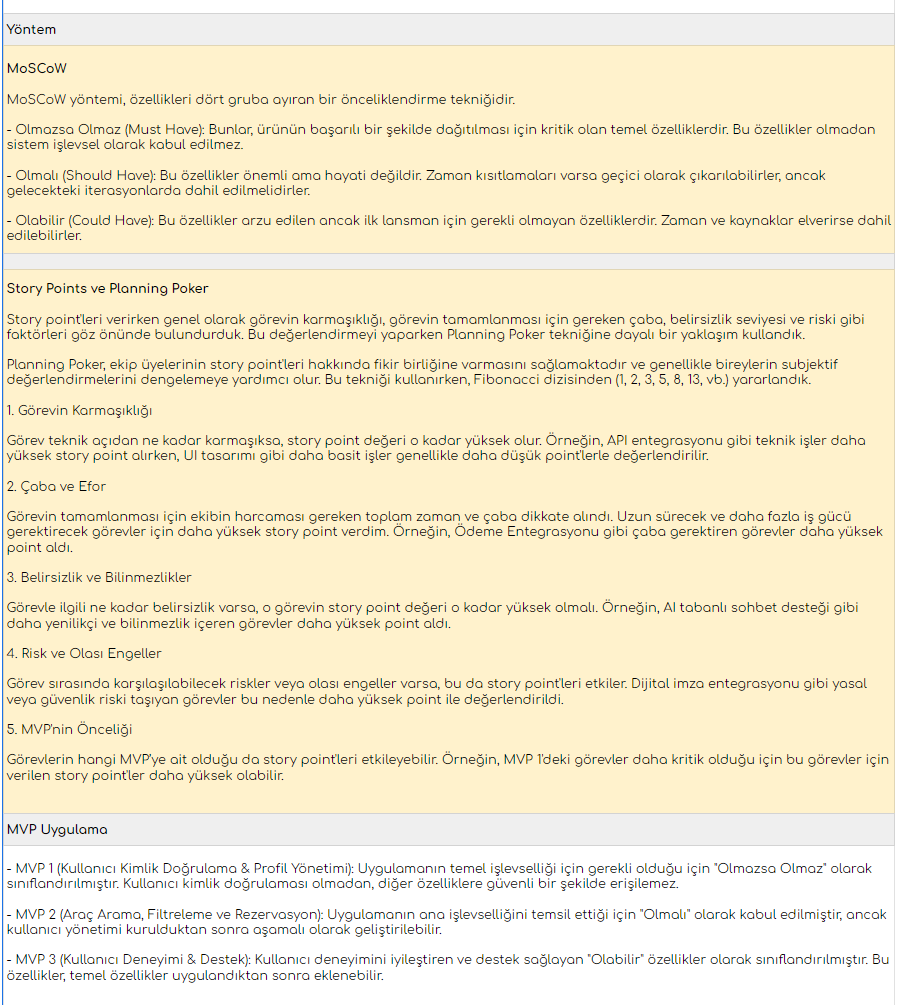 Yöntem
MoSCoW
MoSCoW yöntemi, özellikleri dört gruba ayıran bir önceliklendirme tekniğidir.
- Olmazsa Olmaz (Must Have): Bunlar, ürünün başarılı bir şekilde dağıtılması için kritik olan temel özelliklerdir. Bu özellikler olmadan
sistem işlevsel olarak kabul edilmez.
- Olmalı (Should Have): Bu özellikler önemli ama hayati değildir. Zaman kısıtlamaları varsa geçici olarak çıkarılabilirler, ancak
gelecekteki iterasyonlarda dahil edilmelidirler.
- Olabilir (Could Have): Bu özellikler arzu edilen ancak ilk lansman için gerekli olmayan özelliklerdir. Zaman ve kaynaklar elverirse dahil
edilebilirler.
Story Points ve Planning Poker
Story point'leri verirken genel olarak görevin karmaşıklığı, görevin tamamlanması için gereken çaba, belirsizlik seviyesi ve riski gibi
faktörleri göz önünde bulundurduk. Bu değerlendirmeyi yaparken Planning Poker tekniğine dayalı bir yaklaşım kullandık.
Planning Poker, ekip üyelerinin story point'leri hakkında fikir birliğine varmasını sağlamaktadır ve genellikle bireylerin subjektif
değerlendirmelerini dengelemeye yardımcı olur. Bu tekniği kullanırken, Fibonacci dizisinden (1, 2, 3, 5, 8, 13, vb.) yararlandık.
1. Görevin Karmaşıklığı
Görev teknik açıdan ne kadar karmaşıksa, story point değeri o kadar yüksek olur. Örneğin, API entegrasyonu gibi teknik işler daha
yüksek story point alırken, UI tasarımı gibi daha basit işler genellikle daha düşük point'lerle değerlendirilir.
2. Çaba ve Efor
Görevin tamamlanması için ekibin harcaması gereken toplam zaman ve çaba dikkate alındı. Uzun sürecek ve daha fazla iş gücü
gerektirecek görevler için daha yüksek story point verdim. Örneğin, Ödeme Entegrasyonu gibi çaba gerektiren görevler daha yüksek
point aldı.
3. Belirsizlik ve Bilinmezlikler
Görevle ilgili ne kadar belirsizlik varsa, o görevin story point değeri o kadar yüksek olmalı. Örneğin, AI tabanlı sohbet desteği gibi
daha yenilikçi ve bilinmezlik içeren görevler daha yüksek point aldı.
4. Risk ve Olası Engeller
Görev sırasında karşılaşılabilecek riskler veya olası engeller varsa, bu da story point'leri etkiler. Dijital imza entegrasyonu gibi yasal
veya güvenlik riski taşıyan görevler bu nedenle daha yüksek point ile değerlendirildi.
5. MVP'nin Önceliği
Görevlerin hangi MVP'ye ait olduğu da story point'leri etkileyebilir. Örneğin, MVP 1'deki görevler daha kritik olduğu için bu görevler için
verilen story point'ler daha yüksek olabilir.
MVP Uygulama
- MVP 1 (Kullanıcı Kimlik Doğrulama & Profil Yönetimi): Uygulamanın temel işlevselliği için gerekli olduğu için "Olmazsa Olmaz" olarak
sınıflandırılmıştır. Kullanıcı kimlik doğrulaması olmadan, diğer özelliklere güvenli bir şekilde erişilemez.
- MVP 2 (Araç Arama, Filtreleme ve Rezervasyon): Uygulamanın ana işlevselliğini temsil ettiği için "Olmalı" olarak kabul edilmiştir, ancak
kullanıcı yönetimi kurulduktan sonra aşamalı olarak geliştirilebilir.
- MVP 3 (Kullanıcı Deneyimi & Destek): Kullanıcı deneyimini iyileştiren ve destek sağlayan "Olabilir" özellikler olarak sınıflandırılmıştır. Bu
özellikler, temel özellikler uygulandıktan sonra eklenebilir.